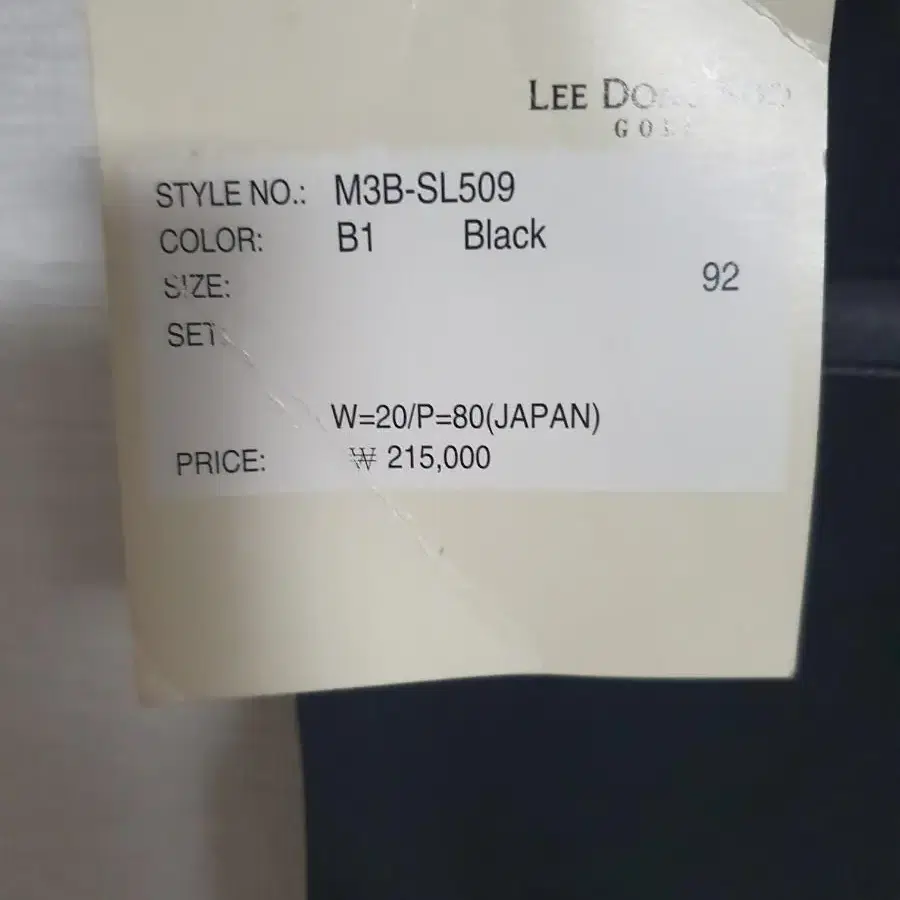 LEE
STYLE NO.: M3B-SL509
COLOR: B1 Black
SIZE: 92
SET:
W=20/P=80(JAPAN)
PRICE: ₩ 215,000